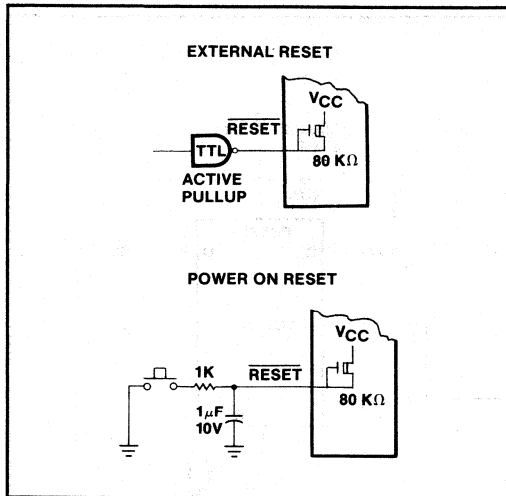 EXTERNAL RESET
VCC
RESET
TTL
80 KΩ
ACTIVE
PULLUP
POWER ON RESET
VCC
1K
RESET
80 KΩ
1μF
10V